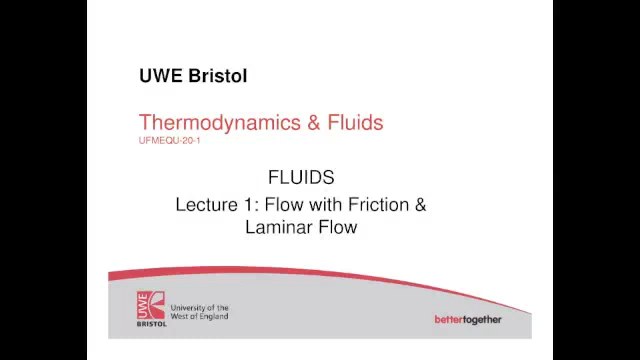 UWE Bristol
Thermodynamics & Fluids
UFMEQU-20-1
FLUIDS
Lecture 1: Flow with Friction &
Laminar Flow
UWE
BRISTOL
University of the
West of England
bettertogether